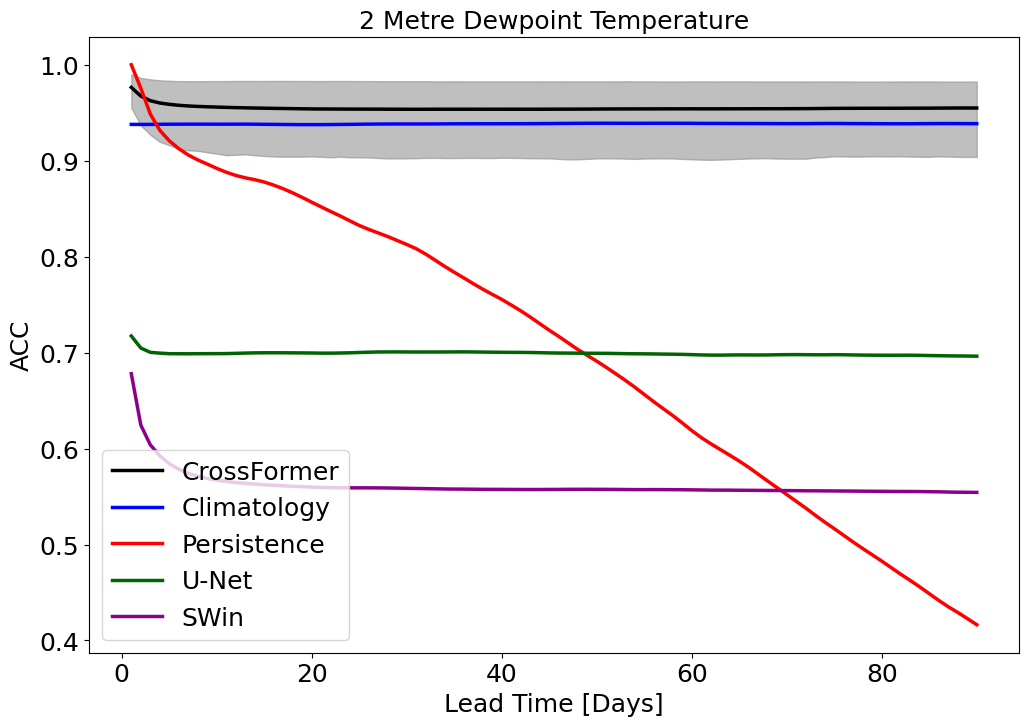 2 Metre Dewpoint Temperature
ACC
1.0
0.9
0.8
0.7
0.6
0.5
0.4
CrossFormer
Climatology
Persistence
U-Net
SWin
0 20 40 60 80
Lead Time [Days]